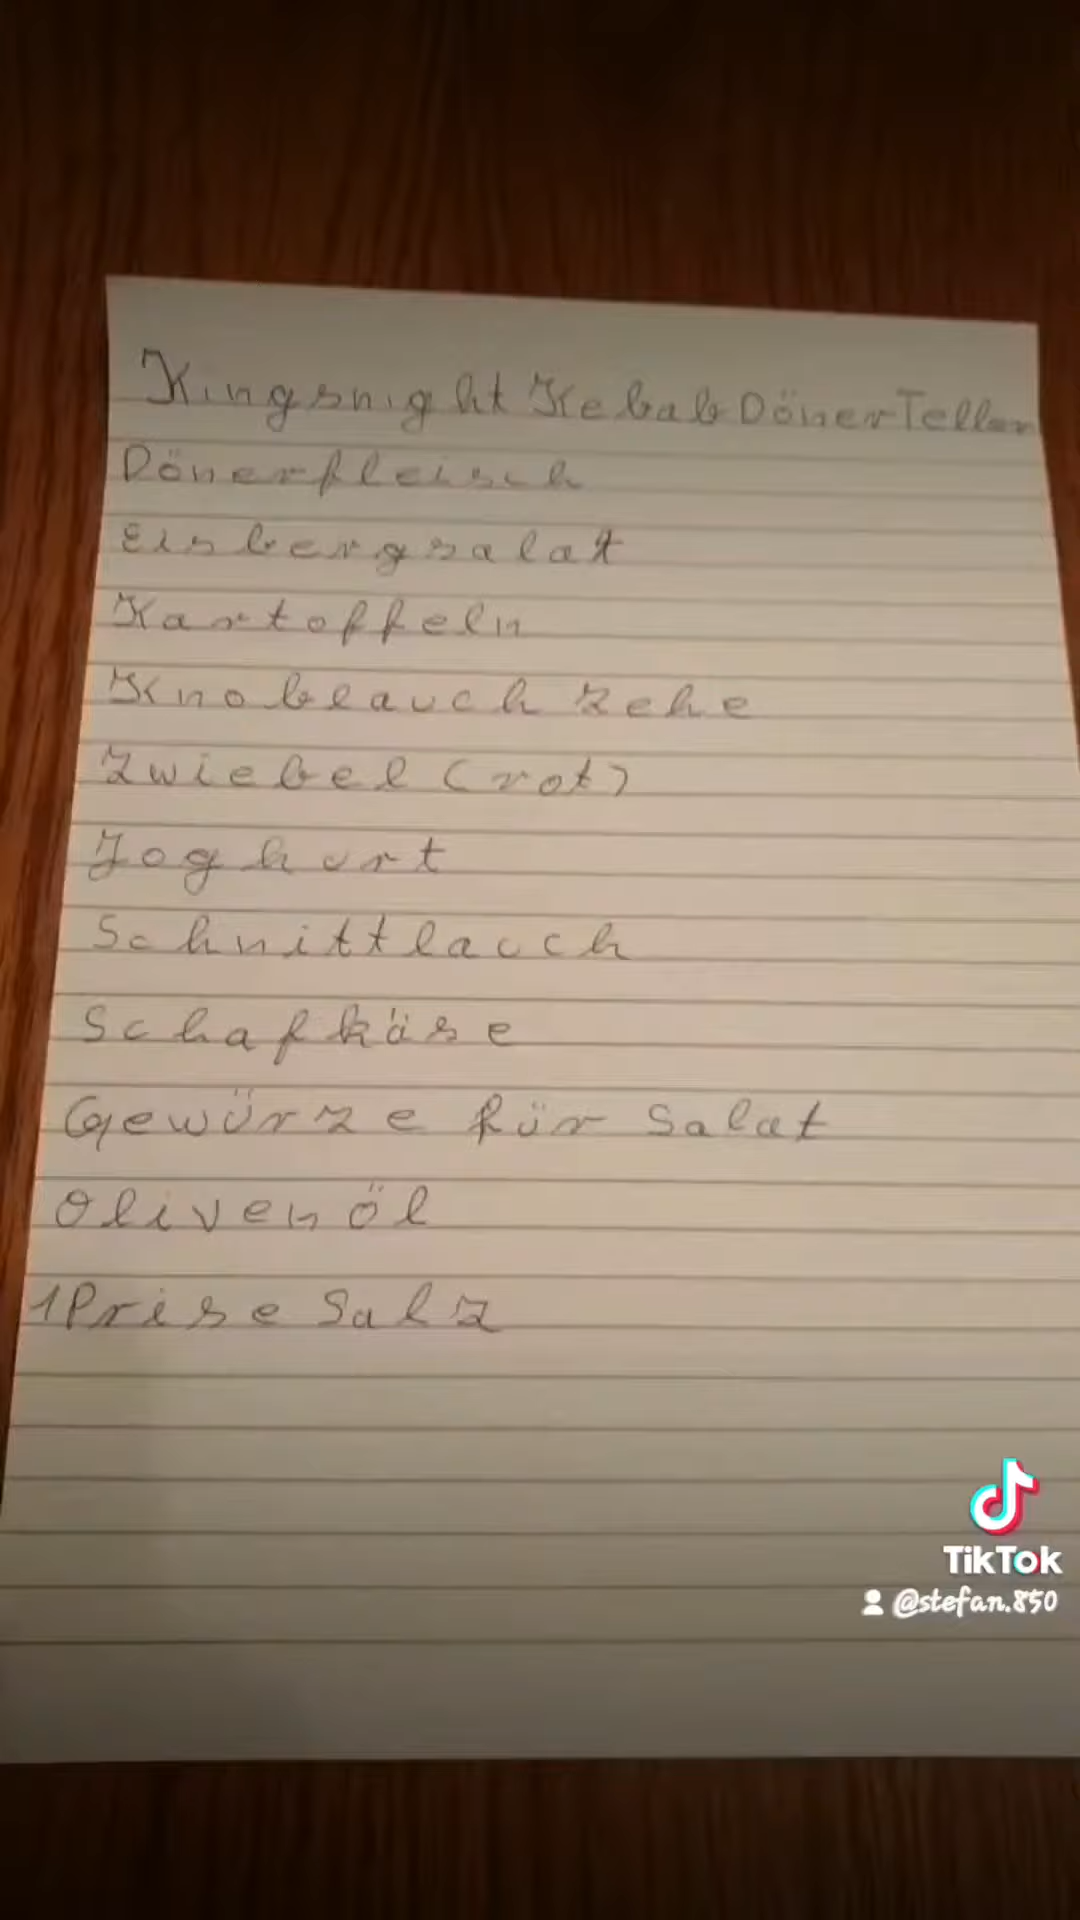 Kingsnight Kebab Döner Teller
Dönerfleisch
Eisbergsalat
Kartoffeln
Knoblauch zehe
Zwiebel (rot)
Joghurt
Schnittlauch
Schafkäse
Gewürze für Salat
Olivenöl
1 Prise Salz
TikTok
@stefan.850